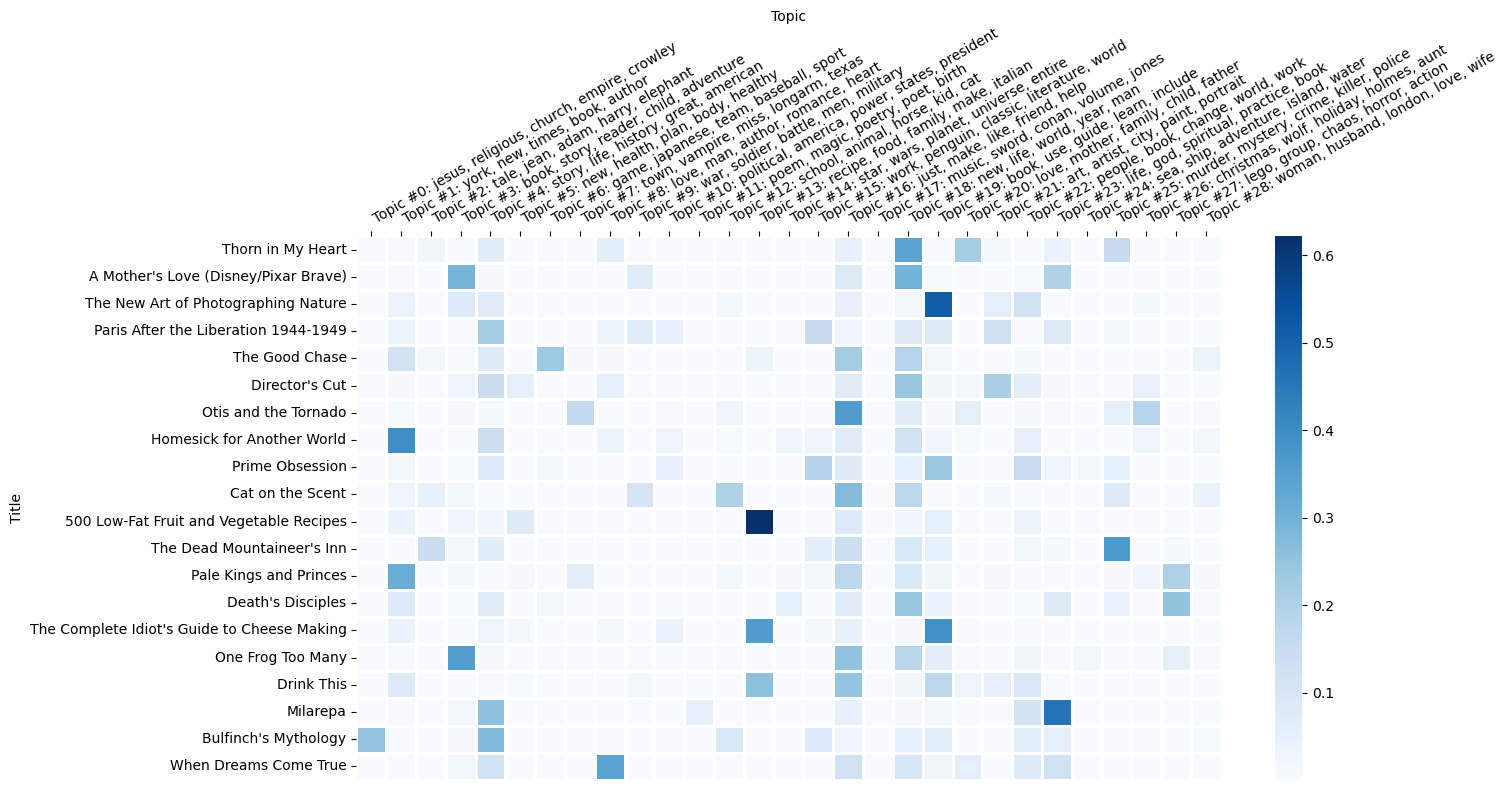 Topic
Topic #0: jesus, religious, church, empire, crowley
Topic #1: york, new, times, book, author
Topic #2: tale, jean, adam, harry, elephant
Topic #3: book, story, reader, child, adventure
Topic #4: story, life, history, great, american
Topic #5: new, health, plan, body, healthy
Topic #6: game, japanese, team, baseball, sport
Topic #7: town, vampire, miss, longarm, texas
Topic #8: love, man, author, romance, heart
Topic #9: war, soldier, battle, men, military
Topic #10: political, america, power, states, president
Topic #11: poem, magic, poetry, poet, birth
Topic #12: school, animal, horse, kid, cat
Topic #13: recipe, food, family, make, italian
Topic #14: star, wars, planet, universe, entire
Topic #15: work, penguin, classic, literature, world
Topic #16: just, make, like, friend, help
Topic #17: music, sword, conan, volume, jones
Topic #18: new, life, world, year, man
Topic #19: book, use, guide, learn, include
Topic #20: love, mother, family, child, father
Topic #21: art, artist, city, paint, portrait
Topic #22: people, book, change, world, work
Topic #23: life, god, spiritual, practice, book
Topic #24: sea, ship, adventure, island, water
Topic #25: murder, mystery, crime, killer, police
Topic #26: christmas, wolf, holiday, holmes, aunt
Topic #27: lego, group, chaos, horror, action
Topic #28: woman, husband, london, love, wife
Title
Thorn in My Heart
A Mother's Love (Disney/Pixar Brave)
The New Art of Photographing Nature
Paris After the Liberation 1944-1949
The Good Chase
Director's Cut
Otis and the Tornado
Homesick for Another World
Prime Obsession
Cat on the Scent
500 Low-Fat Fruit and Vegetable Recipes
The Dead Mountaineer's Inn
Pale Kings and Princes
Death's Disciples
The Complete Idiot's Guide to Cheese Making
One Frog Too Many
Drink This
Milarepa
Bulfinch's Mythology
When Dreams Come True
0.6
0.5
0.4
0.3
0.2
0.1